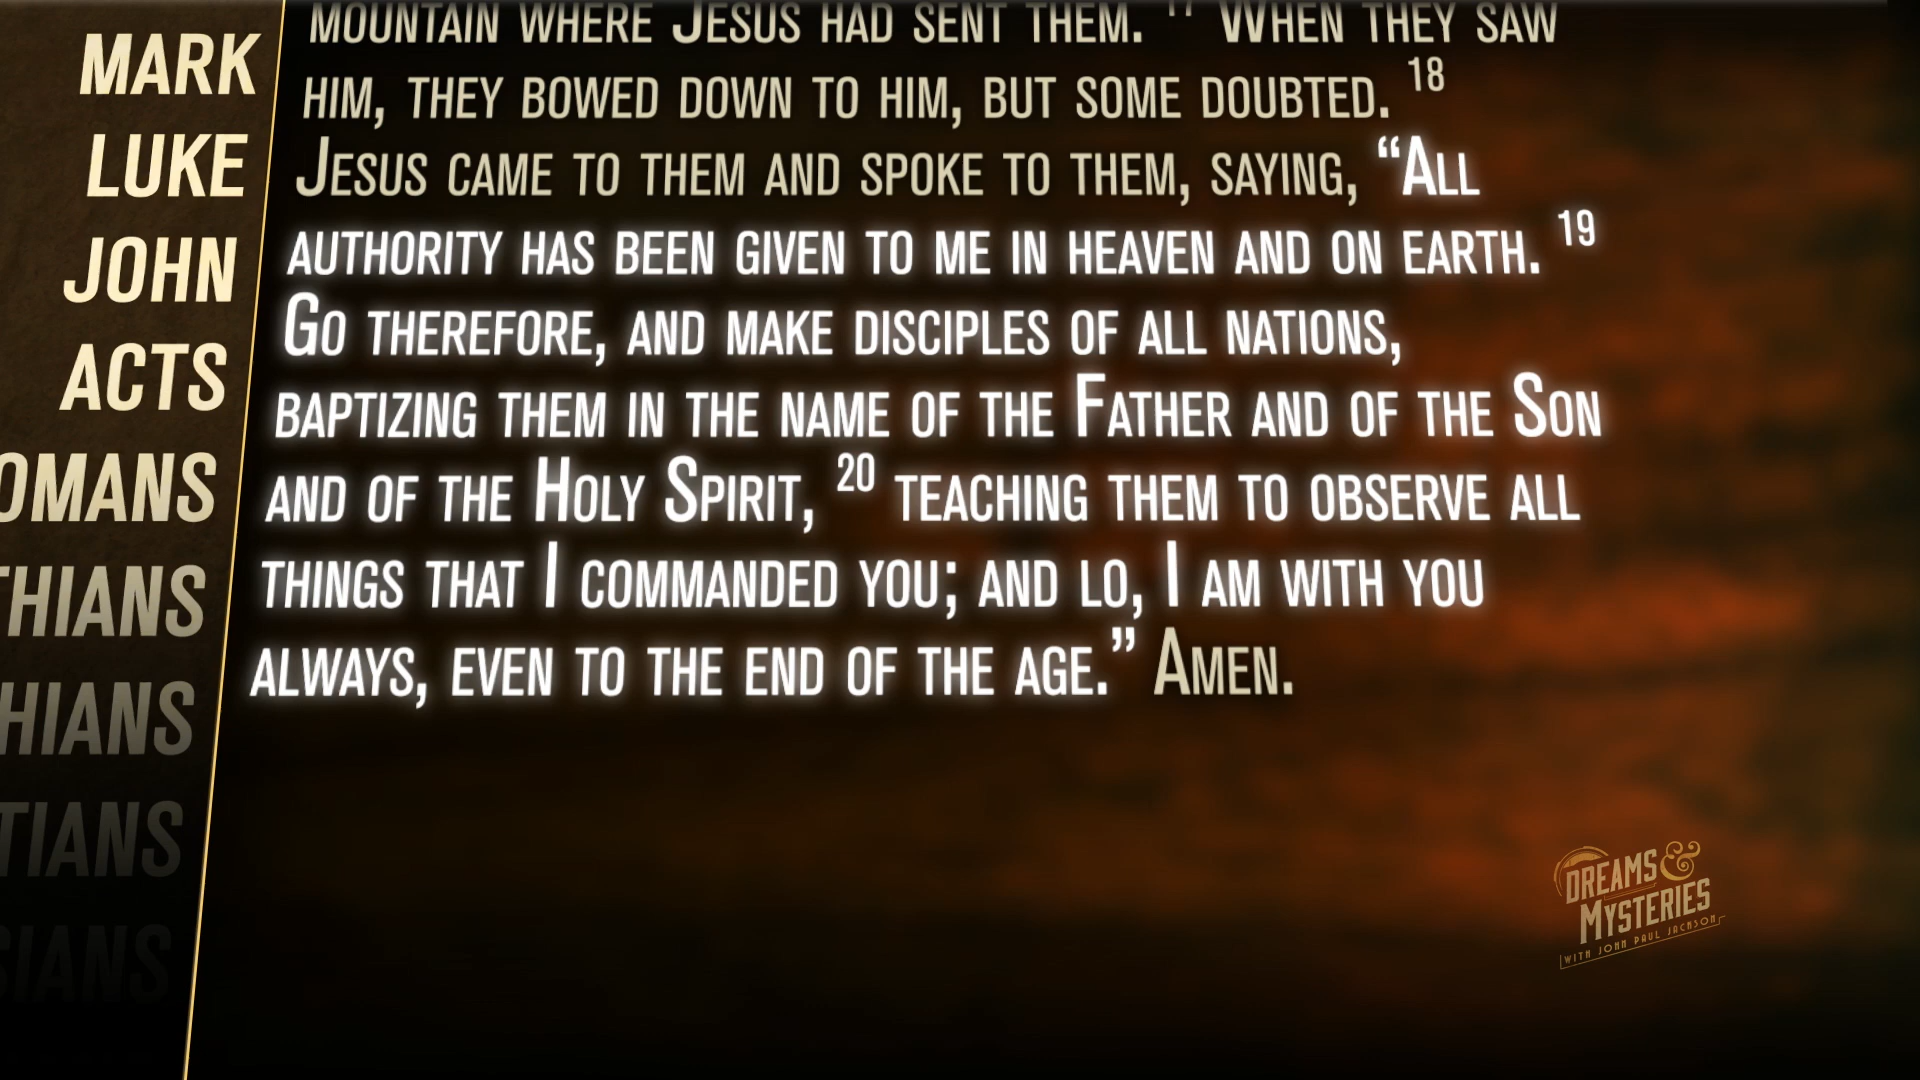 MARK
LUKE
JOHN
ACTS
OMANS
THIANS
HIANS
TIANS
SIANS
MOUNTAIN WHERE JESUS HAD SENT THEM. 17 WHEN THEY SAW
HIM, THEY BOWED DOWN TO HIM, BUT SOME DOUBTED. 18
JESUS CAME TO THEM AND SPOKE TO THEM, SAYING, “ALL
AUTHORITY HAS BEEN GIVEN TO ME IN HEAVEN AND ON EARTH. 19
GO THEREFORE, AND MAKE DISCIPLES OF ALL NATIONS,
BAPTIZING THEM IN THE NAME OF THE FATHER AND OF THE SON
AND OF THE HOLY SPIRIT, 20 TEACHING THEM TO OBSERVE ALL
THINGS THAT I COMMANDED YOU; AND LO, I AM WITH YOU
ALWAYS, EVEN TO THE END OF THE AGE.” AMEN.
DREAMS &
MYSTERIES
WITH JOHN PAUL JACKSON